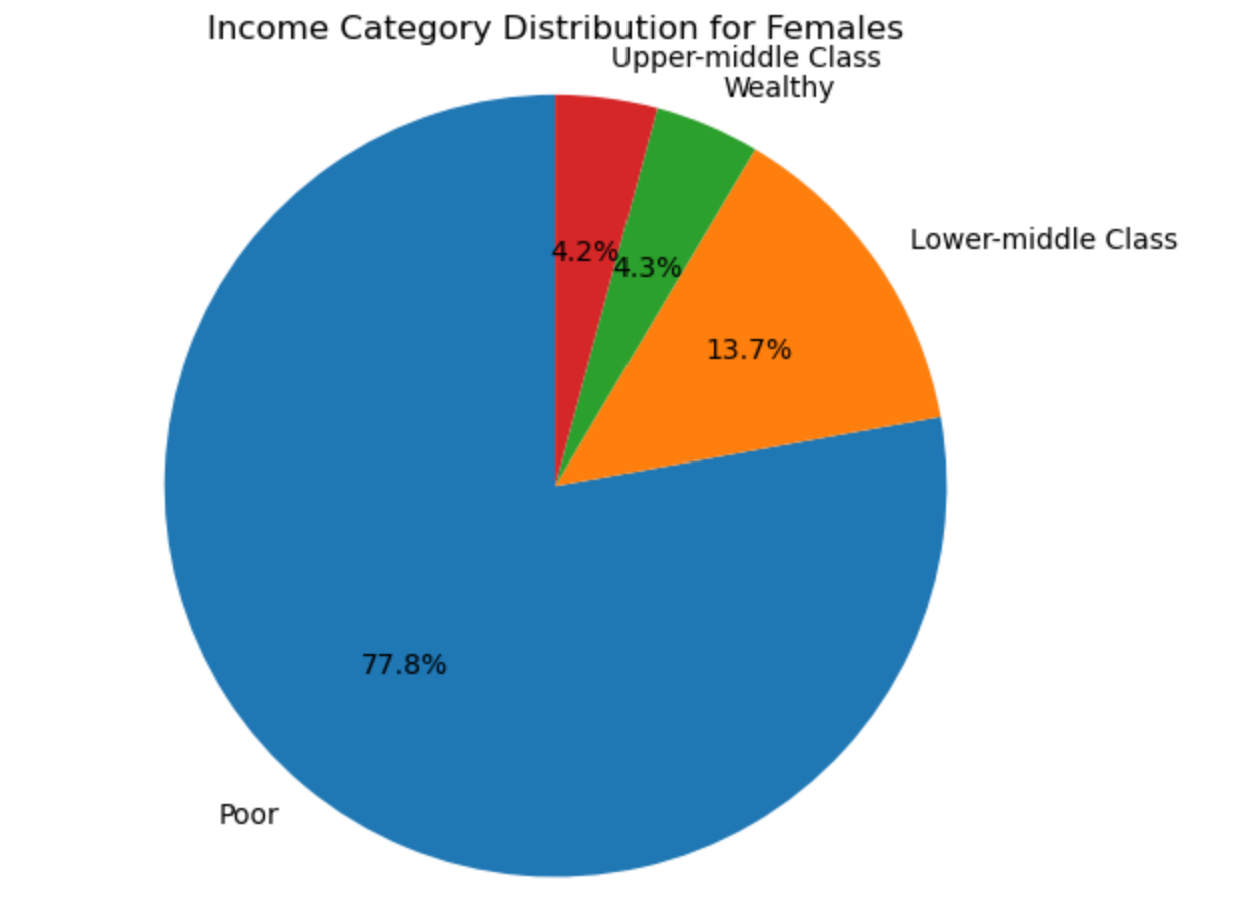 Income Category Distribution for Females
Upper-middle Class
Wealthy
Lower-middle Class
4.2%
4.3%
13.7%
77.8%
Poor